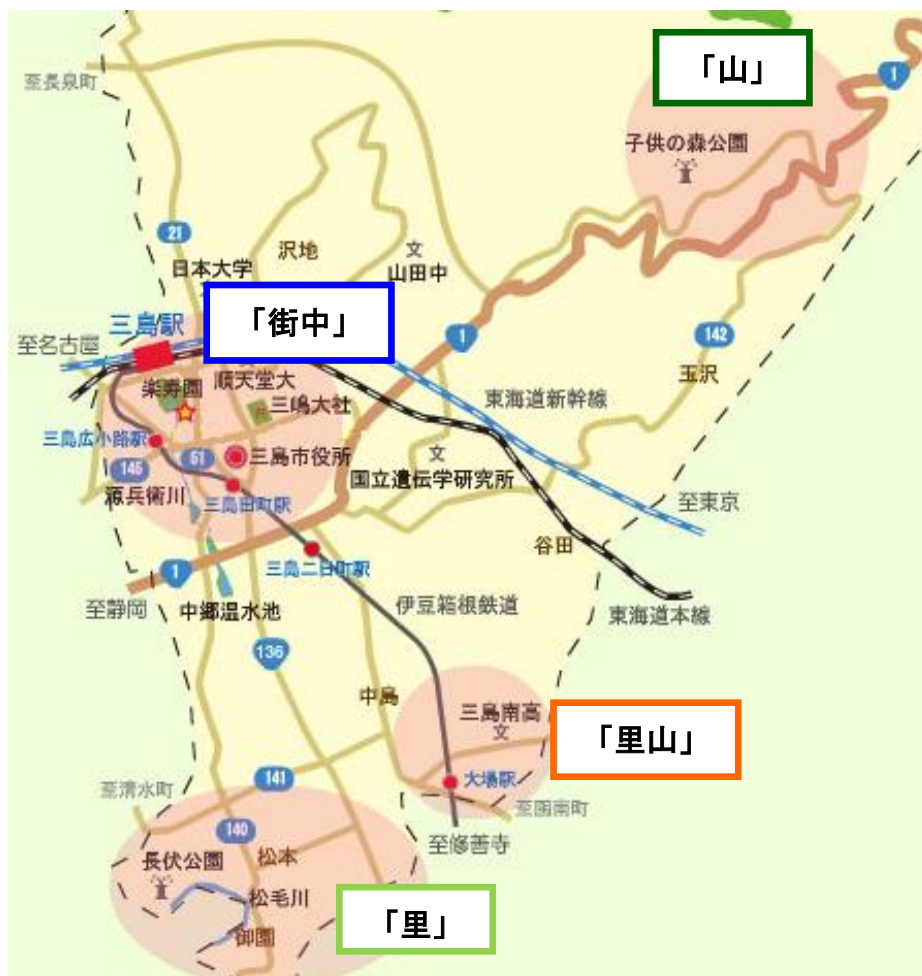 「山」
1
至長泉町
子供の森公園
21
沢地
文
山田中
日本大学
「街中」
三島駅
1
142
至名古屋
玉沢
楽寿園
順天堂大
三嶋大社
東海道新幹線
三島広小路駅
51
三島市役所
文
国立遺伝学研究所
145
源兵衛川
三島田町駅
至東京
谷田
1
三島二日町駅
至静岡
中郷温水池
伊豆箱根鉄道
東海道本線
136
中島
三島南高
文
「里山」
141
大場駅
至清水町
至函南町
140
至修善寺
長伏公園
松本
松毛川
「里」
御園